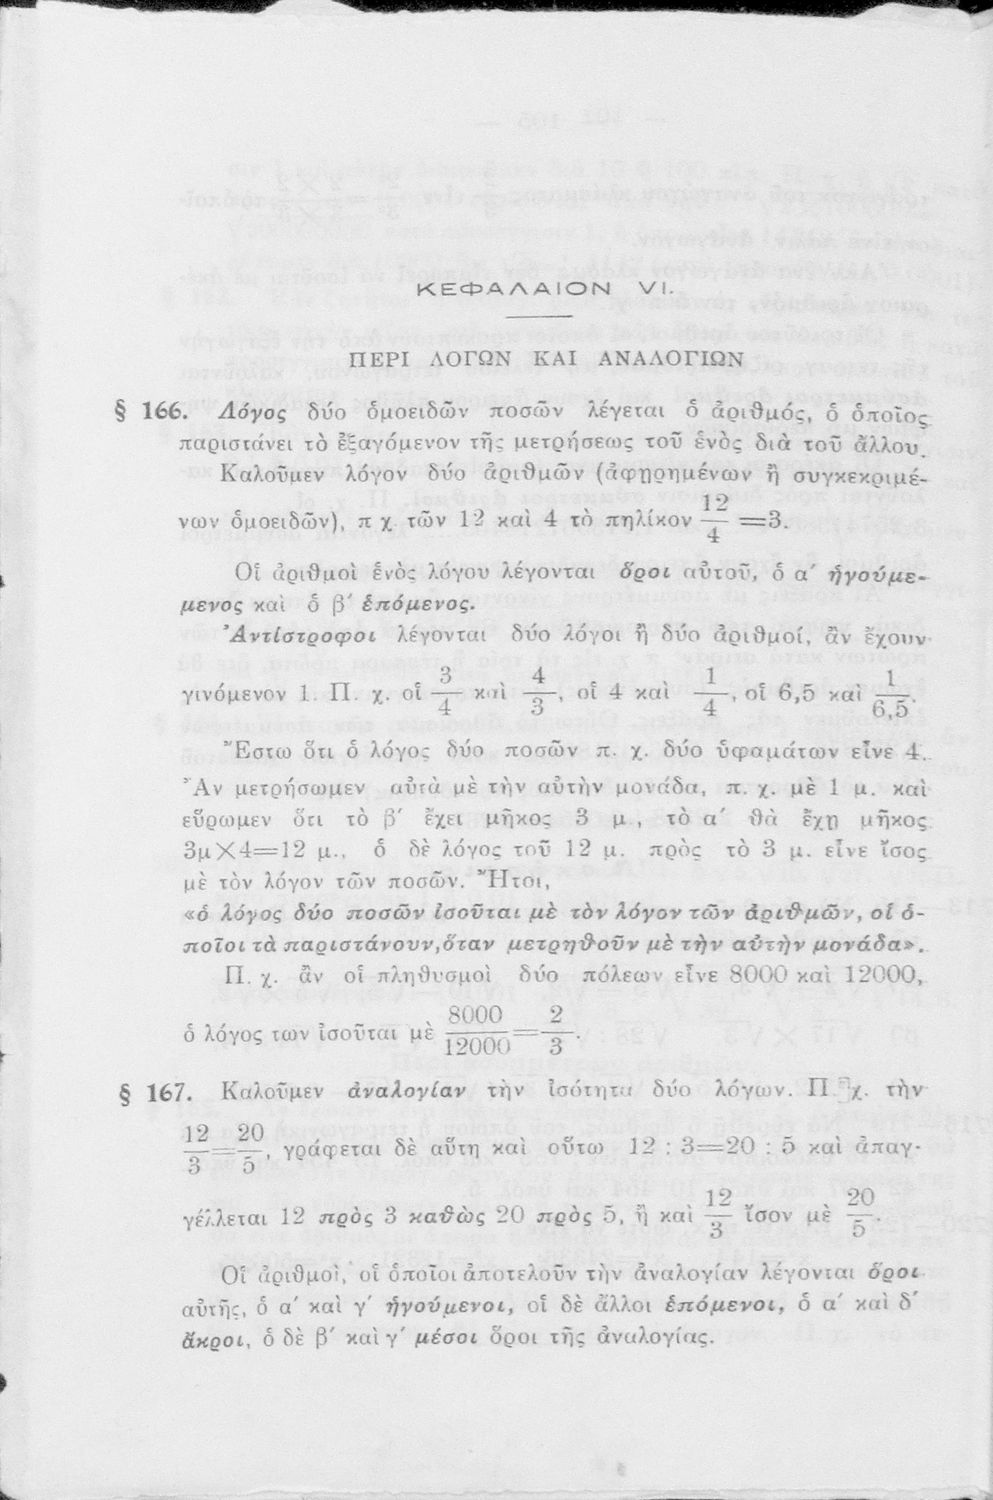 ΚΕΦΑΛΑΙΟΝ VI.
ΠΕΡΙ ΛΟΓΩΝ ΚΑΙ ΑΝΑΛΟΓΙΩΝ
§ 166. Λόγος δύο ὁμοειδῶν ποσῶν λέγεται ὁ ἀριθμός, ὁ ὁποῖος
παριστάνει τὸ ἐξαγόμενον τῆς μετρήσεως τοῦ ἑνὸς διὰ τοῦ ἄλλου.
Καλοῦμεν λόγον δύο ἀριθμῶν (ἀφῃρημένων ἢ συγκεκριμέ-
νων ὁμοειδῶν), π χ. τῶν 12 καὶ 4 τὸ πηλίκον 12/4 =3.
Οἱ ἀριθμοὶ ἑνὸς λόγου λέγονται ὅροι αὐτοῦ, ὁ α΄ ἡγούμε-
μενος καὶ ὁ β΄ ἑπόμενος.
Ἀντίστροφοι λέγονται δύο λόγοι ἢ δύο ἀριθμοί, ἂν ἔχουν
γινόμενον 1. Π. χ. οἱ 3/4 καὶ 4/3, οἱ 4 καὶ 1/4, οἱ 6,5 καὶ 1/6,5.
Ἔστω ὅτι ὁ λόγος δύο ποσῶν π. χ. δύο ὑφαμάτων εἶνε 4.
Ἂν μετρήσωμεν αὐτὰ μὲ τὴν αὐτὴν μονάδα, π. χ. μὲ 1 μ. καὶ
εὕρωμεν ὅτι τὸ β΄ ἔχει μῆκος 3 μ., τὸ α΄ θὰ ἔχῃ μῆκος
3μ✕4=12 μ., ὁ δὲ λόγος τοῦ 12 μ. πρὸς τὸ 3 μ. εἶνε ἴσος
μὲ τὸν λόγον τῶν ποσῶν. Ἤτοι,
«ὁ λόγος δύο ποσῶν ἰσοῦται μὲ τὸν λόγον τῶν ἀριθμῶν, οἱ ὁ-
ποῖοι τὰ παριστάνουν,ὅταν μετρηθοῦν μὲ τὴν αὐτὴν μονάδα».
Π. χ. ἂν οἱ πληθυσμοὶ δύο πόλεων εἶνε 8000 καὶ 12000,
ὁ λόγος των ἰσοῦται μὲ 8000/12000=2/3.
§ 167. Καλοῦμεν ἀναλογίαν τὴν ἰσότητα δύο λόγων. Π. χ. τὴν
12/3=20/5, γράφεται δὲ αὕτη καὶ οὕτω 12 : 3=20 : 5 καὶ ἀπαγ-
γέλλεται 12 πρὸς 3 καθὼς 20 πρὸς 5, ἢ καὶ 12/3 ἴσον μὲ 20/5.
Οἱ ἀριθμοὶ, οἱ ὁποῖοι ἀποτελοῦν τὴν ἀναλογίαν λέγονται ὅροι
αὐτῆς, ὁ α΄ καὶ γ΄ ἡγούμενοι, οἱ δὲ ἄλλοι ἑπόμενοι, ὁ α΄ καὶ δ΄
ἄκροι, ὁ δὲ β΄ καὶ γ΄ μέσοι ὅροι τῆς ἀναλογίας.